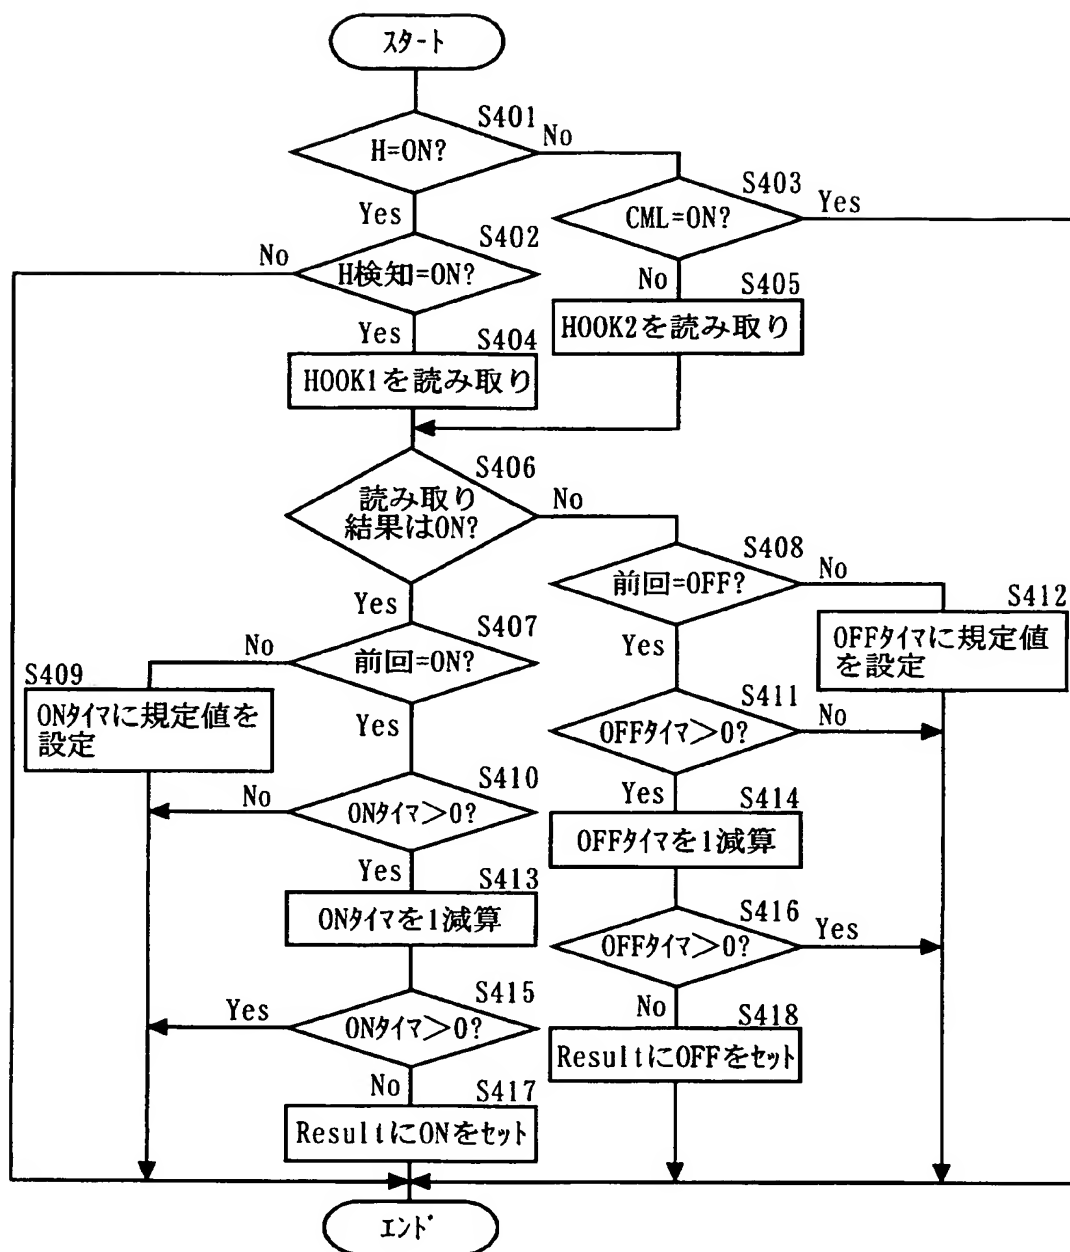 スタート
S401
H=ON?
No
Yes
S403
CML=ON?
Yes
S402
No
H検知=ON?
No
S405
HOOK2を読み取り
Yes
S404
HOOK1を読み取り
S406
読み取り
結果はON?
No
S408
前回=OFF?
No
Yes
S407
No
前回=ON?
Yes
S412
OFFタイマに規定値
を設定
S409
ONタイマに規定値を
設定
Yes
S411
OFFタイマ>0?
No
S410
No
ONタイマ>0?
Yes
S414
OFFタイマを1減算
Yes
S413
ONタイマを1減算
S416
OFFタイマ>0?
Yes
S415
Yes
ONタイマ>0?
No
S418
ResultにOFFをセット
No
S417
ResultにONをセット
エンド